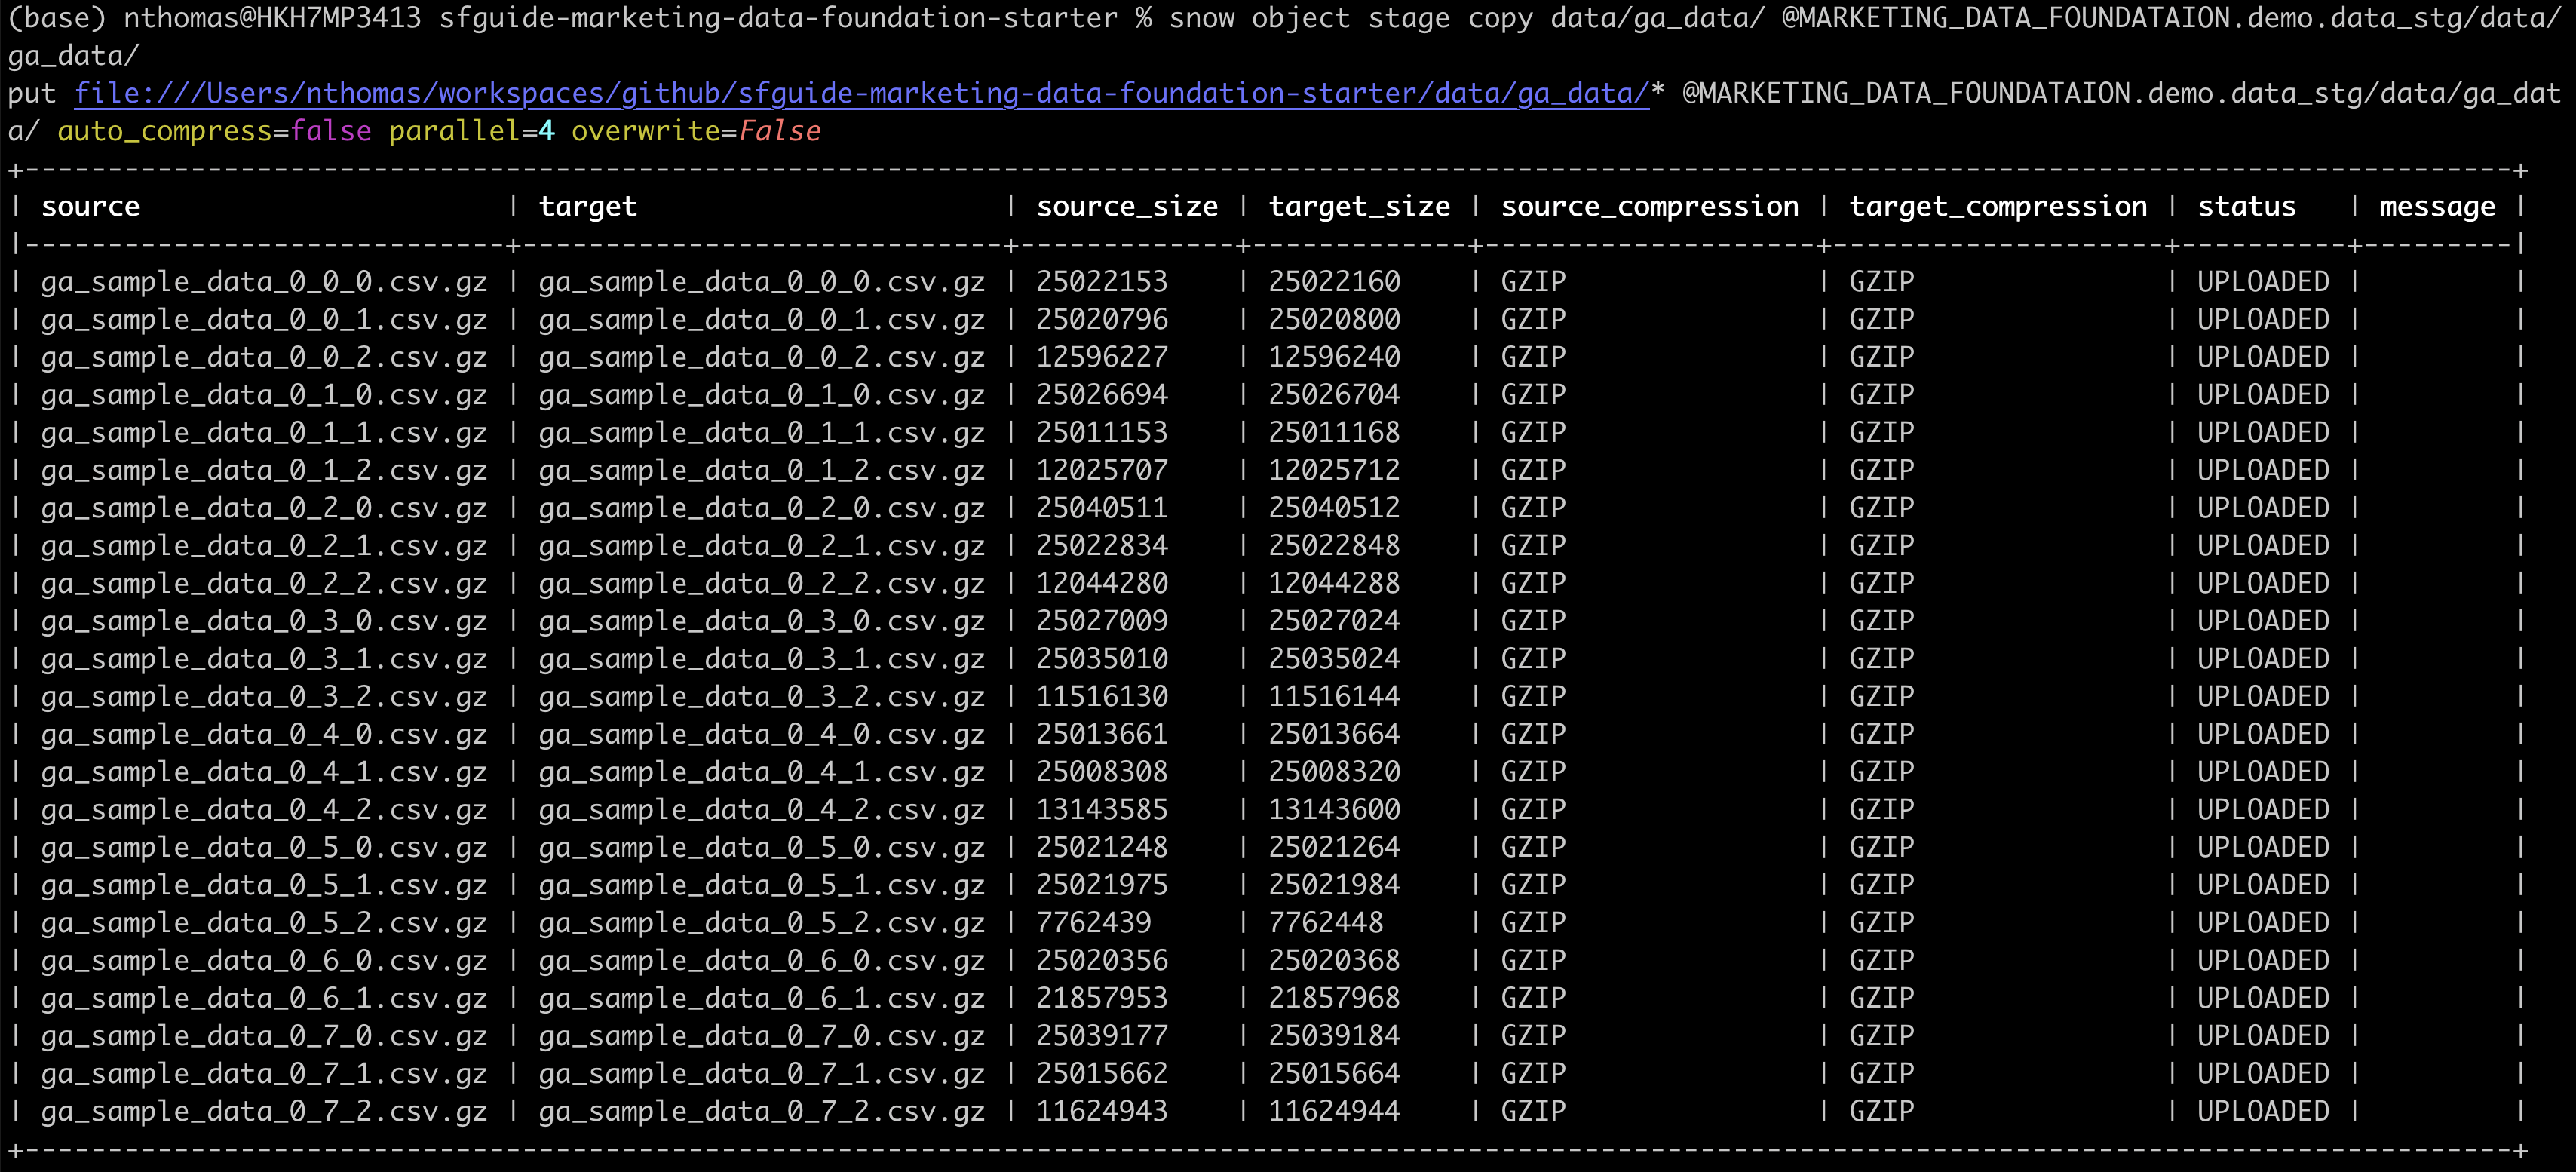 (base) nthomas@HKH7MP3413 sfguide-marketing-data-foundation-starter % snow object stage copy data/ga_data/ @MARKETING_DATA_FOUNDATAION.demo.data_stg/data/
ga_data/
put file:///Users/nthomas/workspaces/github/sfguide-marketing-data-foundation-starter/data/ga_data/* @MARKETING_DATA_FOUNDATAION.demo.data_stg/data/ga_dat
a/ auto_compress=false parallel=4 overwrite=False
| source | target | source_size | target_size | source_compression | target_compression | status | message |
| ga_sample_data_0_0_0.csv.gz | ga_sample_data_0_0_0.csv.gz | 25022153 | 25022160 | GZIP | GZIP | UPLOADED | |
| ga_sample_data_0_0_1.csv.gz | ga_sample_data_0_0_1.csv.gz | 25020796 | 25020800 | GZIP | GZIP | UPLOADED | |
| ga_sample_data_0_0_2.csv.gz | ga_sample_data_0_0_2.csv.gz | 12596227 | 12596240 | GZIP | GZIP | UPLOADED | |
| ga_sample_data_0_1_0.csv.gz | ga_sample_data_0_1_0.csv.gz | 25026694 | 25026704 | GZIP | GZIP | UPLOADED | |
| ga_sample_data_0_1_1.csv.gz | ga_sample_data_0_1_1.csv.gz | 25011153 | 25011168 | GZIP | GZIP | UPLOADED | |
| ga_sample_data_0_1_2.csv.gz | ga_sample_data_0_1_2.csv.gz | 12025707 | 12025712 | GZIP | GZIP | UPLOADED | |
| ga_sample_data_0_2_0.csv.gz | ga_sample_data_0_2_0.csv.gz | 25040511 | 25040512 | GZIP | GZIP | UPLOADED | |
| ga_sample_data_0_2_1.csv.gz | ga_sample_data_0_2_1.csv.gz | 25022834 | 25022848 | GZIP | GZIP | UPLOADED | |
| ga_sample_data_0_2_2.csv.gz | ga_sample_data_0_2_2.csv.gz | 12044280 | 12044288 | GZIP | GZIP | UPLOADED | |
| ga_sample_data_0_3_0.csv.gz | ga_sample_data_0_3_0.csv.gz | 25027009 | 25027024 | GZIP | GZIP | UPLOADED | |
| ga_sample_data_0_3_1.csv.gz | ga_sample_data_0_3_1.csv.gz | 25035010 | 25035024 | GZIP | GZIP | UPLOADED | |
| ga_sample_data_0_3_2.csv.gz | ga_sample_data_0_3_2.csv.gz | 11516130 | 11516144 | GZIP | GZIP | UPLOADED | |
| ga_sample_data_0_4_0.csv.gz | ga_sample_data_0_4_0.csv.gz | 25013661 | 25013664 | GZIP | GZIP | UPLOADED | |
| ga_sample_data_0_4_1.csv.gz | ga_sample_data_0_4_1.csv.gz | 25008308 | 25008320 | GZIP | GZIP | UPLOADED | |
| ga_sample_data_0_4_2.csv.gz | ga_sample_data_0_4_2.csv.gz | 13143585 | 13143600 | GZIP | GZIP | UPLOADED | |
| ga_sample_data_0_5_0.csv.gz | ga_sample_data_0_5_0.csv.gz | 25021248 | 25021264 | GZIP | GZIP | UPLOADED | |
| ga_sample_data_0_5_1.csv.gz | ga_sample_data_0_5_1.csv.gz | 25021975 | 25021984 | GZIP | GZIP | UPLOADED | |
| ga_sample_data_0_5_2.csv.gz | ga_sample_data_0_5_2.csv.gz | 7762439 | 7762448 | GZIP | GZIP | UPLOADED | |
| ga_sample_data_0_6_0.csv.gz | ga_sample_data_0_6_0.csv.gz | 25020356 | 25020368 | GZIP | GZIP | UPLOADED | |
| ga_sample_data_0_6_1.csv.gz | ga_sample_data_0_6_1.csv.gz | 21857953 | 21857968 | GZIP | GZIP | UPLOADED | |
| ga_sample_data_0_7_0.csv.gz | ga_sample_data_0_7_0.csv.gz | 25039177 | 25039184 | GZIP | GZIP | UPLOADED | |
| ga_sample_data_0_7_1.csv.gz | ga_sample_data_0_7_1.csv.gz | 25015662 | 25015664 | GZIP | GZIP | UPLOADED | |
| ga_sample_data_0_7_2.csv.gz | ga_sample_data_0_7_2.csv.gz | 11624943 | 11624944 | GZIP | GZIP | UPLOADED | |